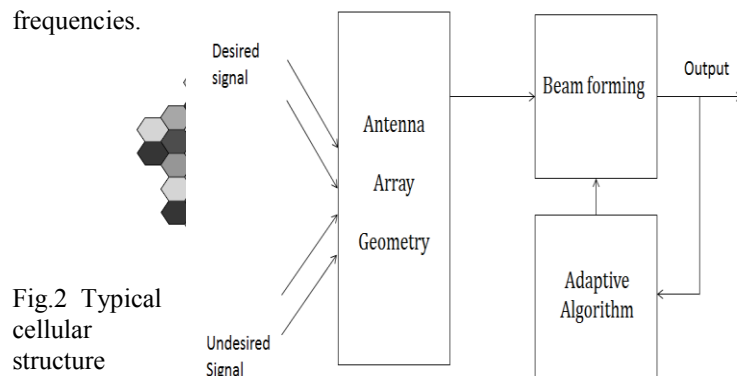 frequencies.
Desired
signal
Antenna
Array
Geometry
Beam forming
Output
Adaptive
Algorithm
Undesired
Signal
Fig.2 Typical
cellular
structure